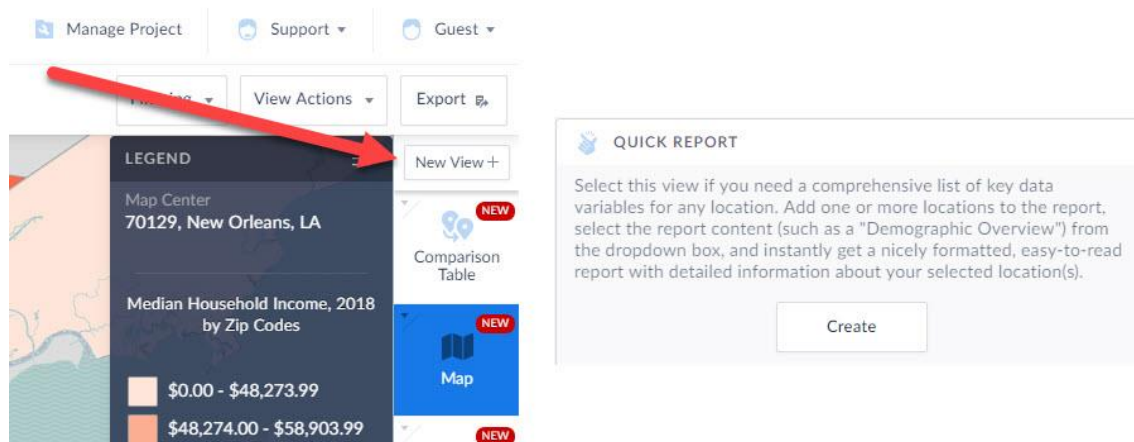 Manage Project
Support
Guest
View Actions
Export
LEGEND
New View +
Map Center
70129, New Orleans, LA
NEW
Comparison
Table
Median Household Income, 2018
by Zip Codes
NEW
Map
$0.00 - $48,273.99
$48,274.00 - $58,903.99
NEW
QUICK REPORT
Select this view if you need a comprehensive list of key data
variables for any location. Add one or more locations to the report,
select the report content (such as a "Demographic Overview") from
the dropdown box, and instantly get a nicely formatted, easy-to-read
report with detailed information about your selected location(s).
Create